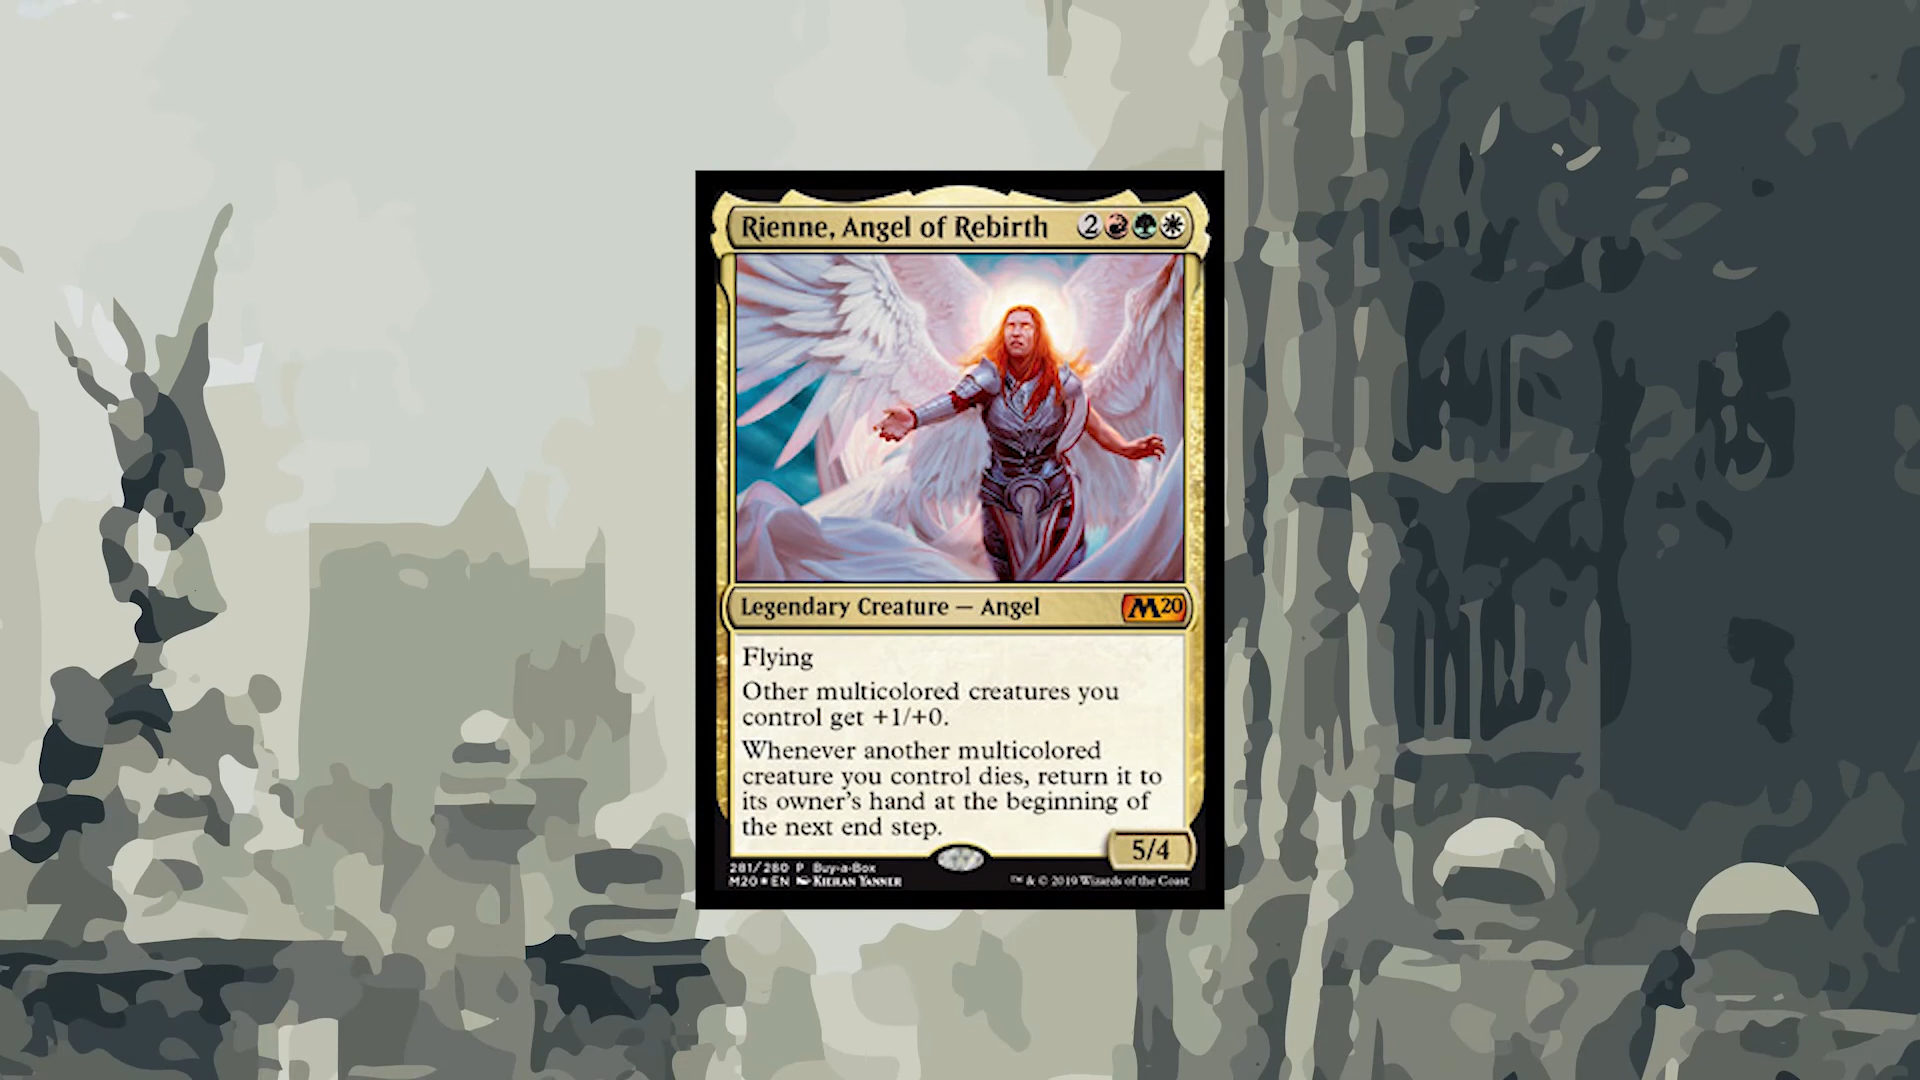 Rienne, Angel of Rebirth 2
Legendary Creature — Angel M20
Flying
Other multicolored creatures you
control get +1/+0.
Whenever another multicolored
creature you control dies, return it to
its owner's hand at the beginning of
the next end step.
5/4
281/280 P Buy-a-Box
M20 ★ EN Kieran Yanner ™ & © 2019 Wizards of the Coast